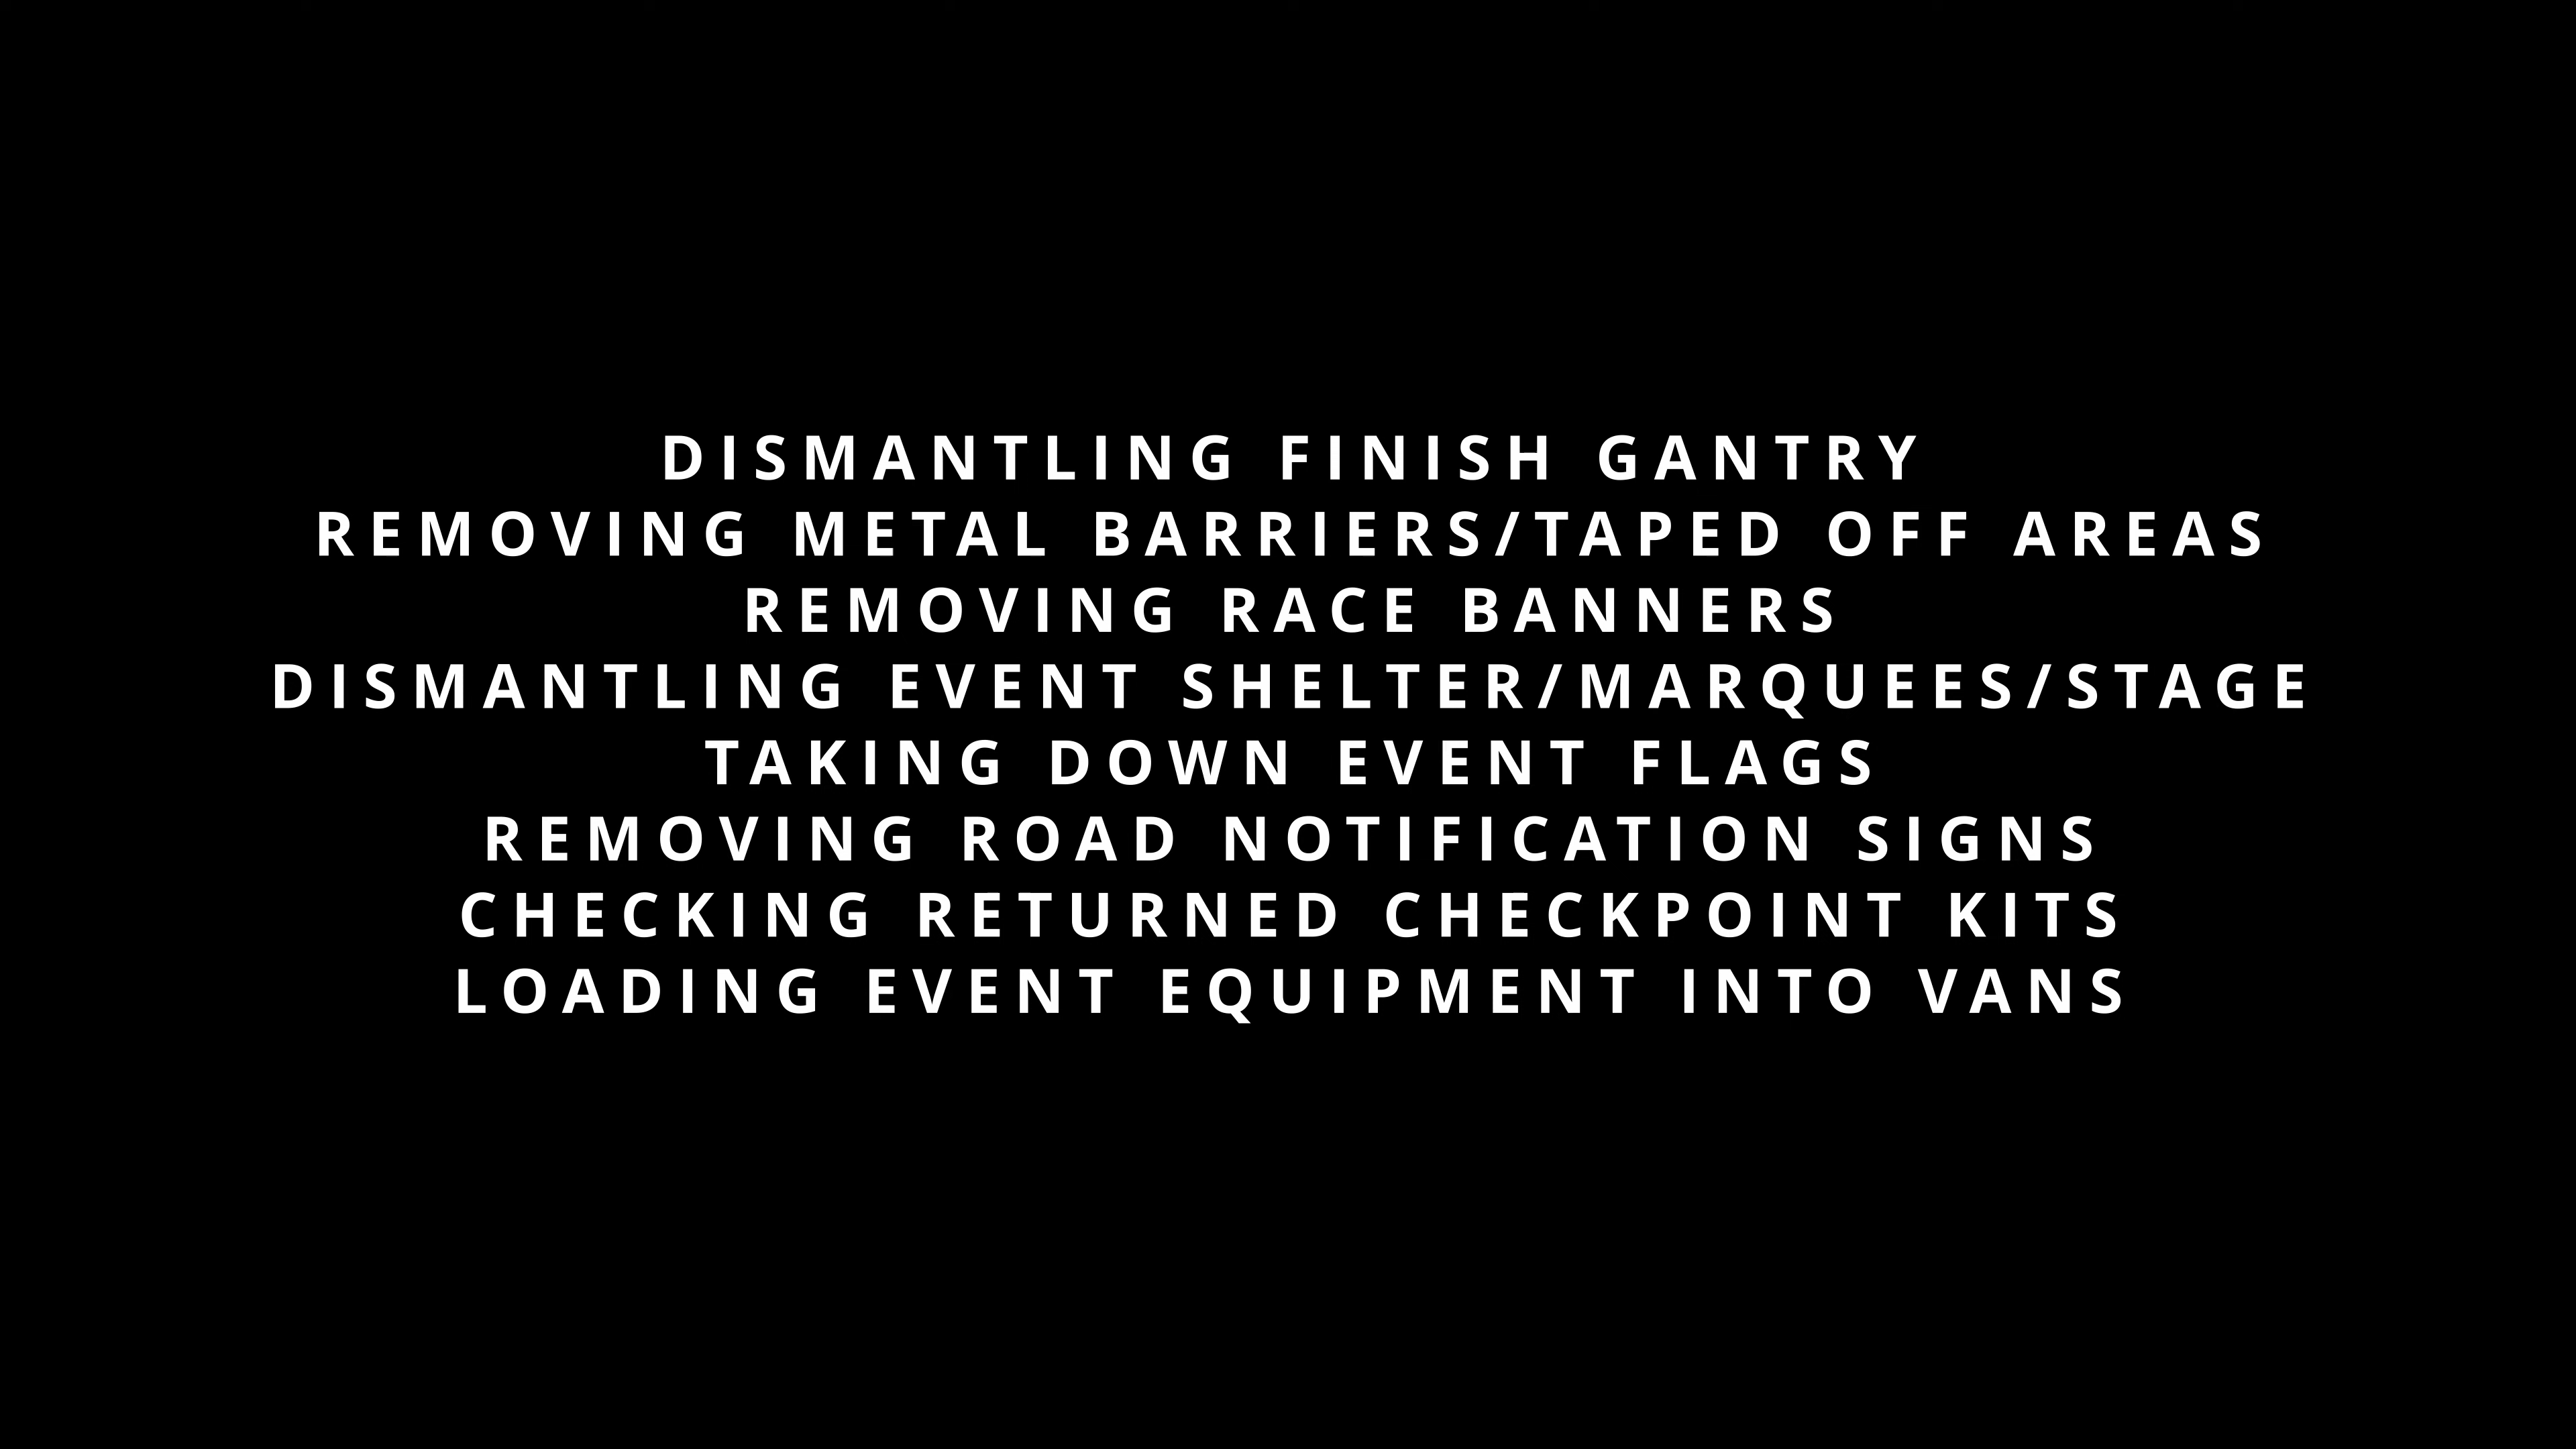 DISMANTLING FINISH GANTRY
REMOVING METAL BARRIERS/TAPED OFF AREAS
REMOVING RACE BANNERS
DISMANTLING EVENT SHELTER/MARQUEES/STAGE
TAKING DOWN EVENT FLAGS
REMOVING ROAD NOTIFICATION SIGNS
CHECKING RETURNED CHECKPOINT KITS
LOADING EVENT EQUIPMENT INTO VANS